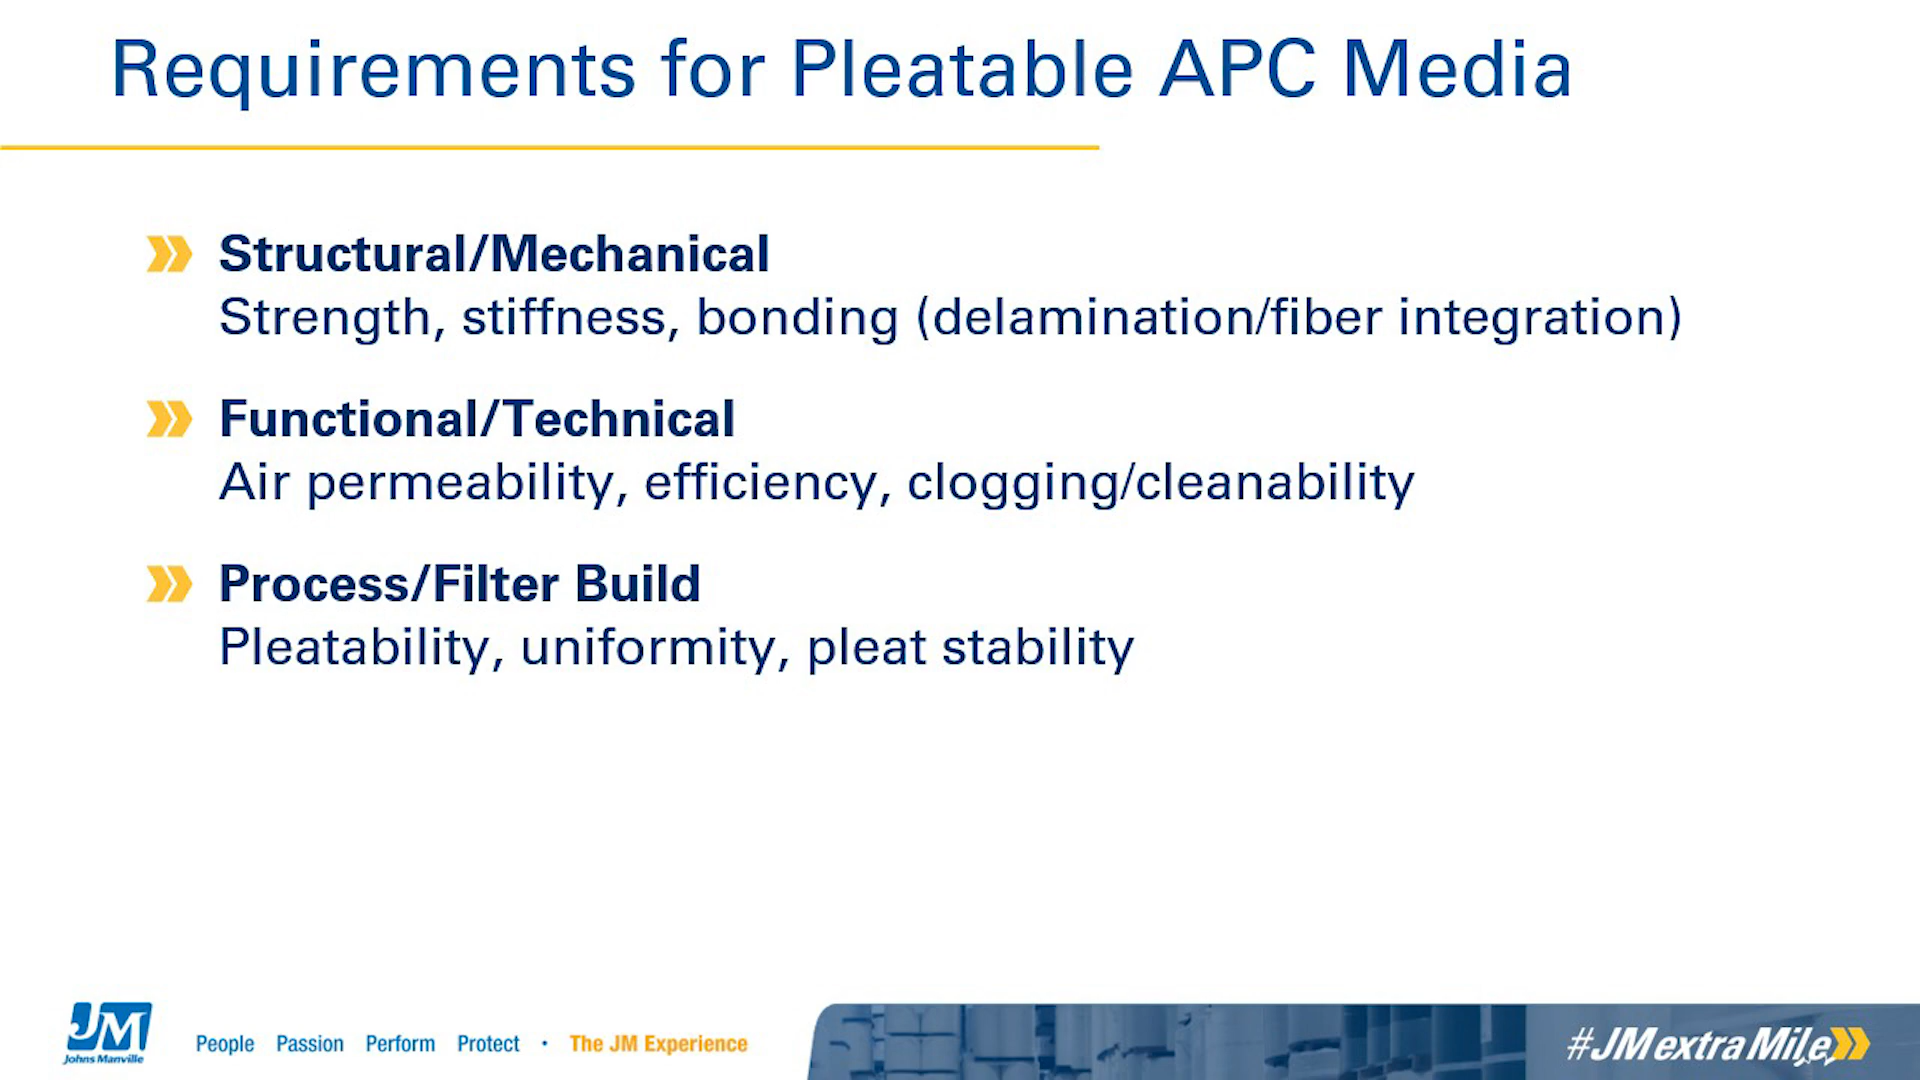 Requirements for Pleatable APC Media
Structural/Mechanical
Strength, stiffness, bonding (delamination/fiber integration)
Functional/Technical
Air permeability, efficiency, clogging/cleanability
Process/Filter Build
Pleatability, uniformity, pleat stability
JM
Johns Manville
People Passion Perform Protect • The JM Experience
#JMextraMile